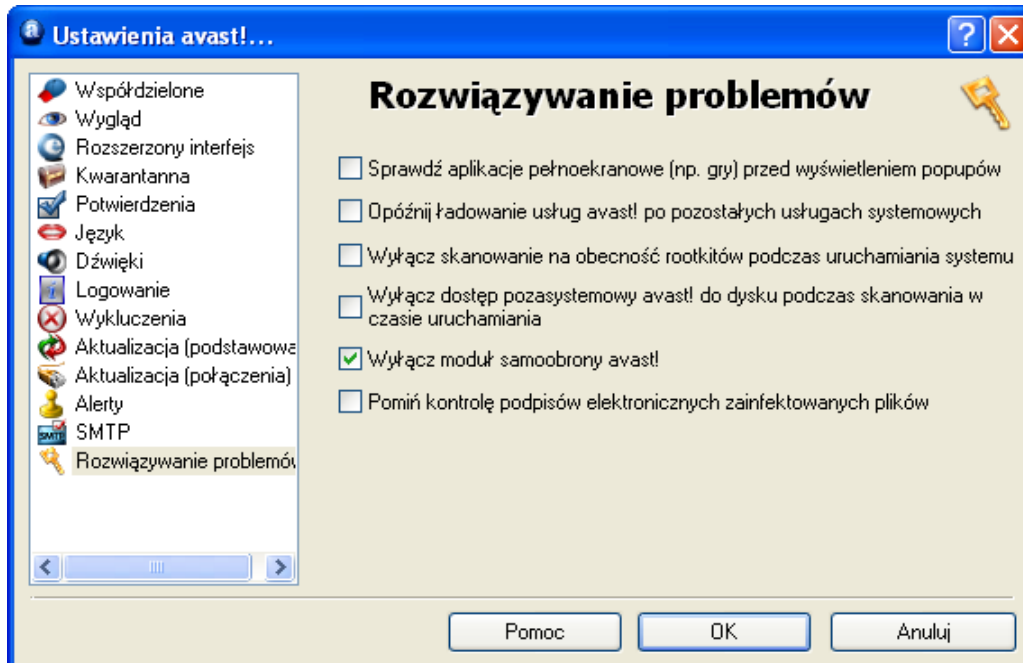 Ustawienia avast!...
Współdzielone
Wygląd
Rozszerzony interfejs
Kwarantanna
Potwierdzenia
Język
Dźwięki
Logowanie
Wykluczenia
Aktualizacja (podstawowa
Aktualizacja (połączenia)
Alerty
SMTP
Rozwiązywanie problemów
Rozwiązywanie problemów
Sprawdź aplikacje pełnoekranowe (np. gry) przed wyświetleniem popupów
Opóźnij ładowanie usług avast! po pozostałych usługach systemowych
Wyłącz skanowanie na obecność rootkitów podczas uruchamiania systemu
Wyłącz dostęp pozasystemowy avast! do dysku podczas skanowania w
czasie uruchamiania
Wyłącz moduł samoobrony avast!
Pomiń kontrolę podpisów elektronicznych zainfektowanych plików
Pomoc
OK
Anuluj